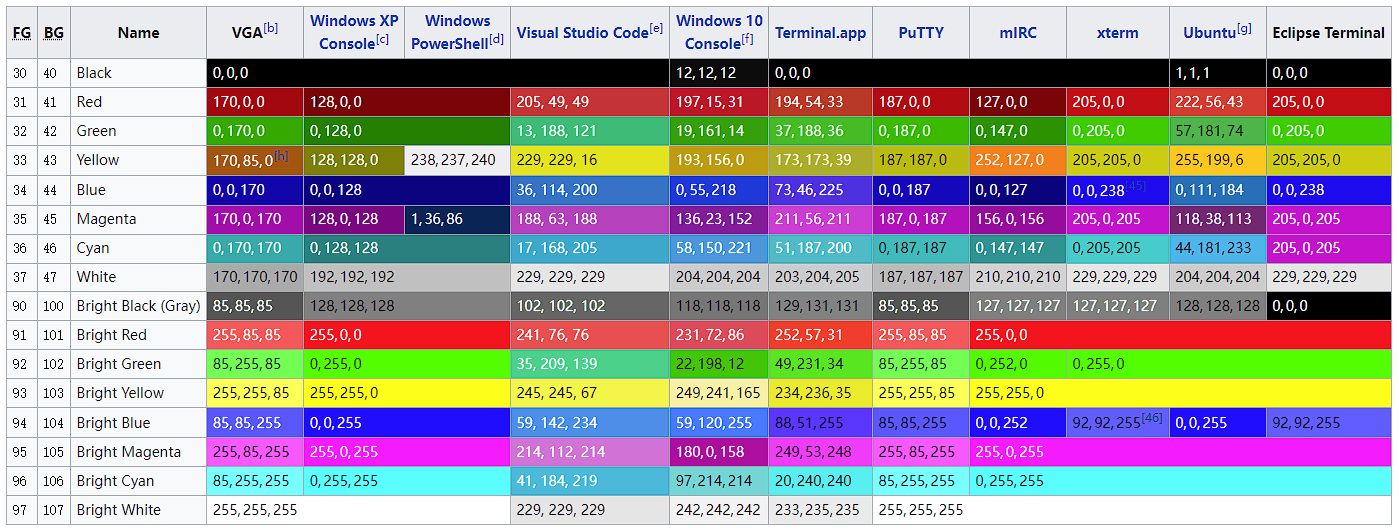 FG BG Name VGA[b] Windows XP Console[c] Windows PowerShell[d] Visual Studio Code[e] Windows 10 Console[f] Terminal.app PuTTY mIRC xterm Ubuntu[g] Eclipse Terminal
30 40 Black 0,0,0 12,12,12 0,0,0 1,1,1 0,0,0
31 41 Red 170,0,0 128,0,0 205, 49, 49 197,15,31 194,54,33 187,0,0 127,0,0 205,0,0 222,56,43 205,0,0
32 42 Green 0,170,0 0,128,0 13, 188, 121 19,161,14 37,188,36 0,187,0 0,147,0 0,205,0 57,181,74 0,205,0
33 43 Yellow 170,85,0[h] 128,128,0 238,237,240 229, 229, 16 193,156,0 173,173,39 187,187,0 252,127,0 205,205,0 255,199,6 205,205,0
34 44 Blue 0,0,170 0,0,128 36, 114, 200 0,55,218 73,46,225 0,0,187 0,0,127 0,0,238[45] 0,111,184 0,0,238
35 45 Magenta 170,0,170 128,0,128 1,36,86 188, 63, 188 136,23,152 211,56,211 187,0,187 156,0,156 205,0,205 118,38,113 205,0,205
36 46 Cyan 0,170,170 0,128,128 17, 168, 205 58,150,221 51,187,200 0,187,187 0,147,147 0,205,205 44,181,233 205,0,205
37 47 White 170,170,170 192,192,192 229, 229, 229 204,204,204 203,204,205 187,187,187 210,210,210 229,229,229 204,204,204 229,229,229
90 100 Bright Black (Gray) 85,85,85 128,128,128 102, 102, 102 118,118,118 129,131,131 85,85,85 127,127,127 127,127,127 128,128,128 0,0,0
91 101 Bright Red 255,85,85 255,0,0 241, 76, 76 231,72,86 252,57,31 255,85,85 255,0,0
92 102 Bright Green 85,255,85 0,255,0 35, 209, 139 22,198,12 49,231,34 85,255,85 0,252,0 0,255,0
93 103 Bright Yellow 255,255,85 255,255,0 245, 245, 67 249,241,165 234,236,35 255,255,85 255,255,0
94 104 Bright Blue 85,85,255 0,0,255 59, 142, 234 59,120,255 88,51,255 85,85,255 0,0,252 92,92,255[46] 0,0,255 92,92,255
95 105 Bright Magenta 255,85,255 255,0,255 214, 112, 214 180,0,158 249,53,248 255,85,255 255,0,255
96 106 Bright Cyan 85,255,255 0,255,255 41, 184, 219 97,214,214 20,240,240 85,255,255 0,255,255
97 107 Bright White 255,255,255 229, 229, 229 242,242,242 233,235,235 255,255,255